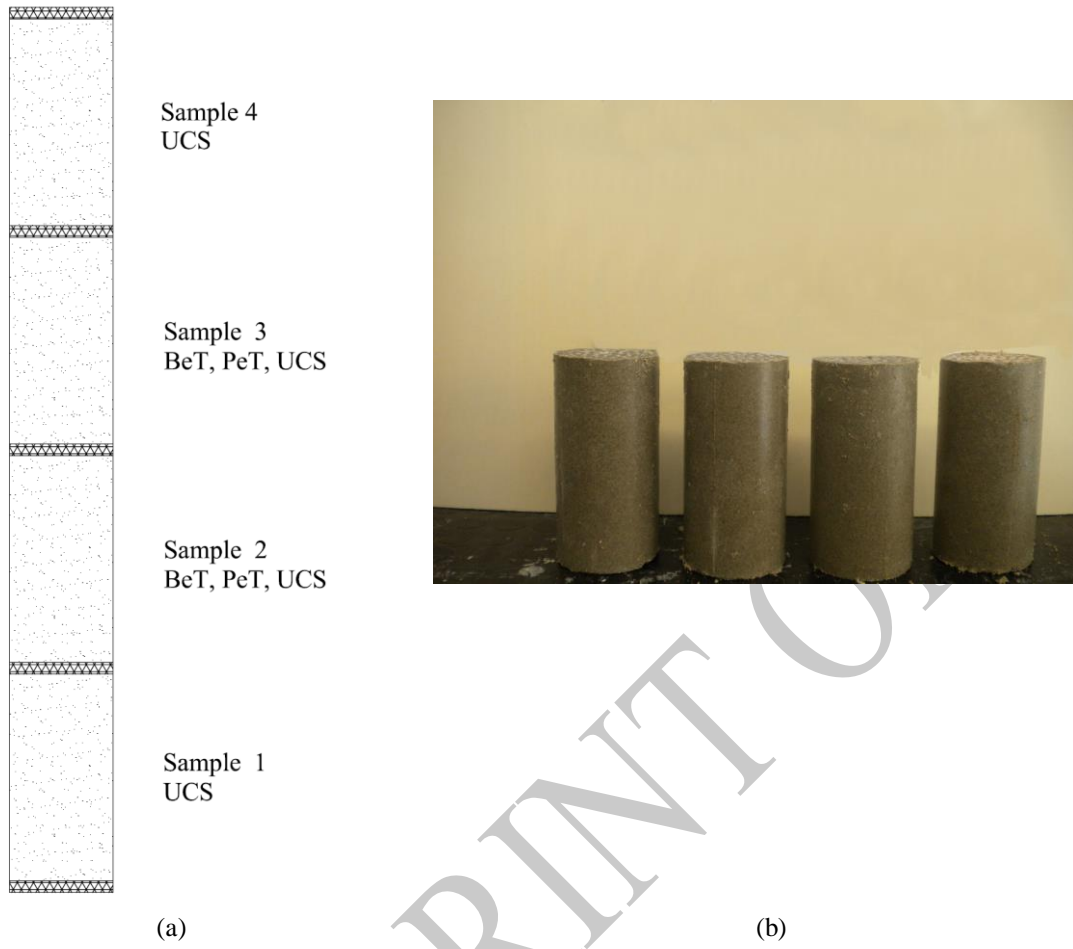 Sample 4
UCS
Sample 3
BeT, PeT, UCS
Sample 2
BeT, PeT, UCS
Sample 1
UCS
(a)
(b)